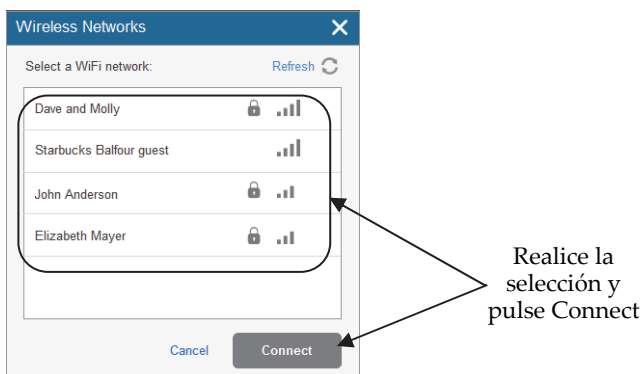 Wireless Networks
Select a WiFi network: Refresh
Dave and Molly
Starbucks Balfour guest
John Anderson
Elizabeth Mayer
Realice la
selección y
pulse Connect
Cancel Connect